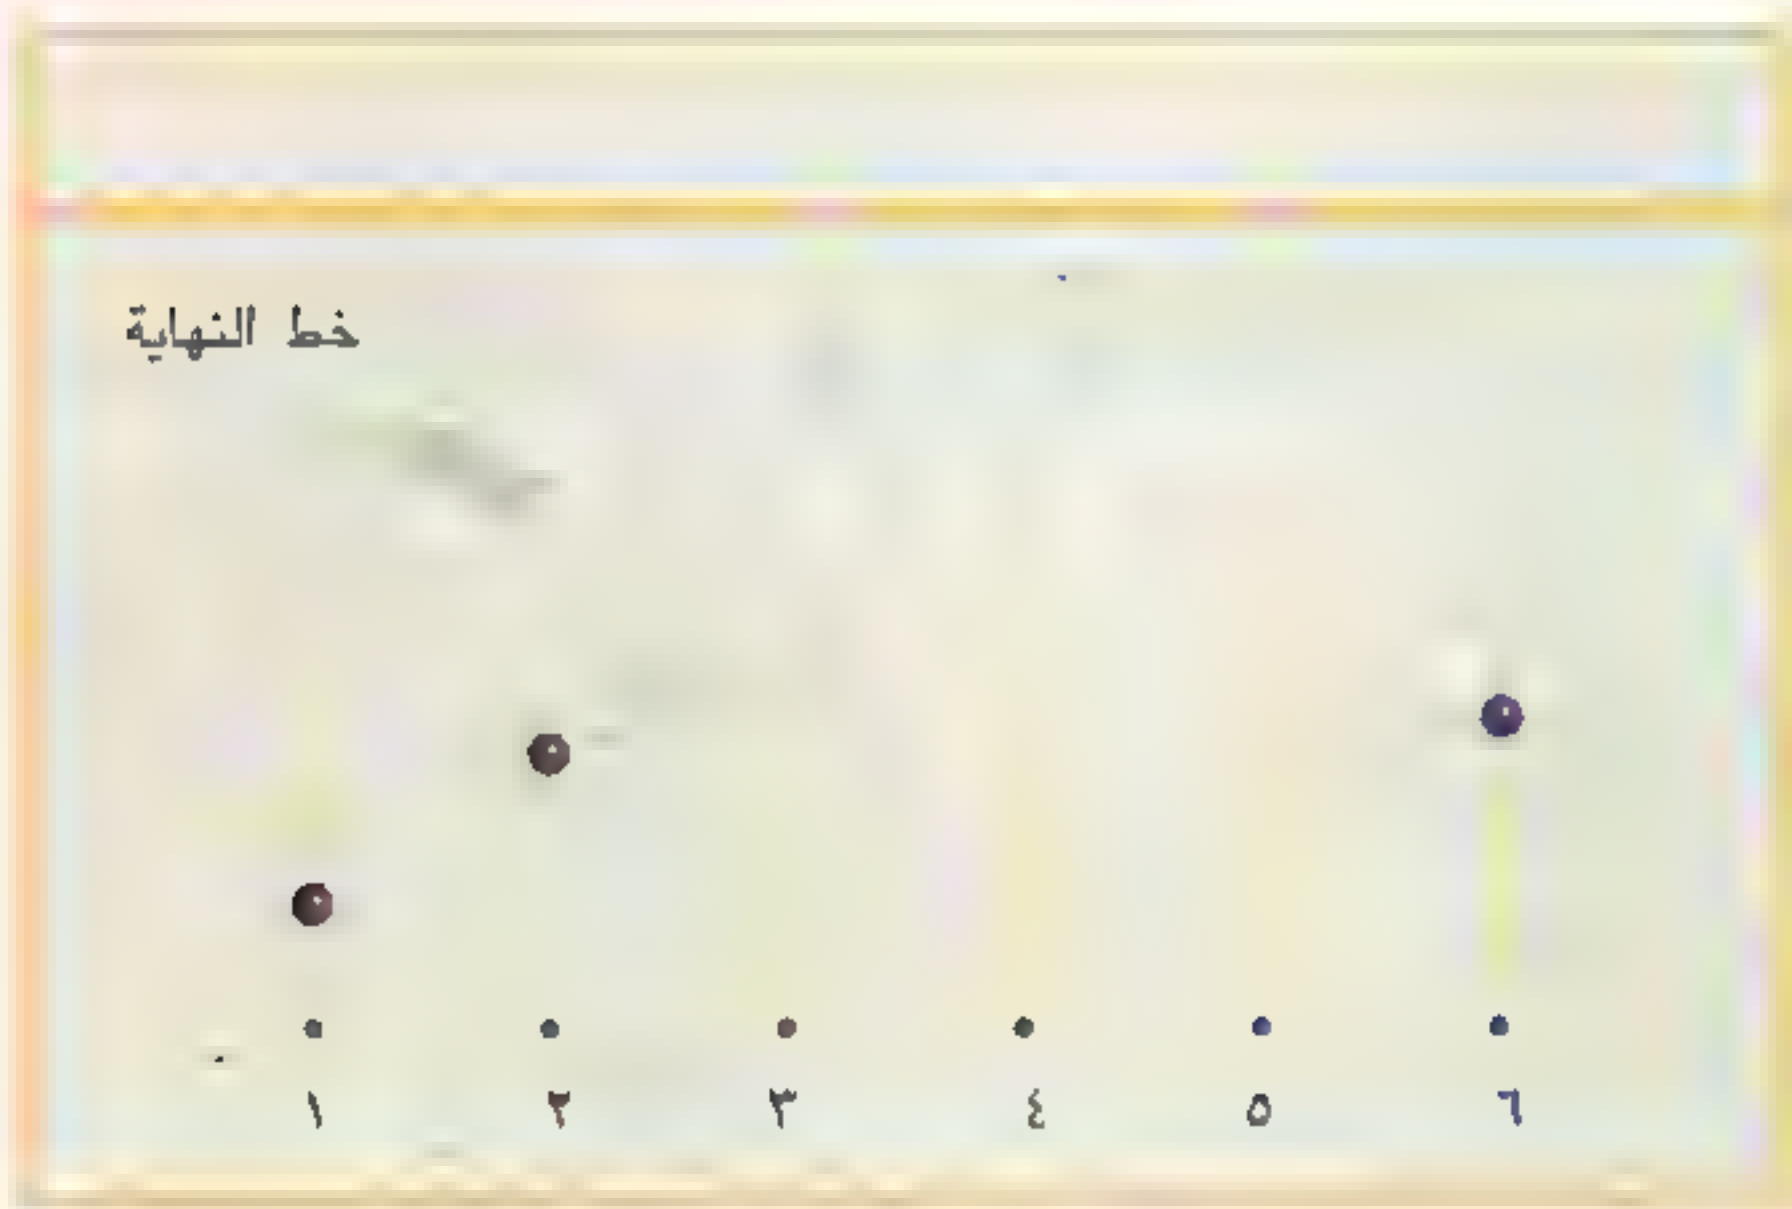 خط النهاية
١ ٢ ٣ ٤ ٥ ٦